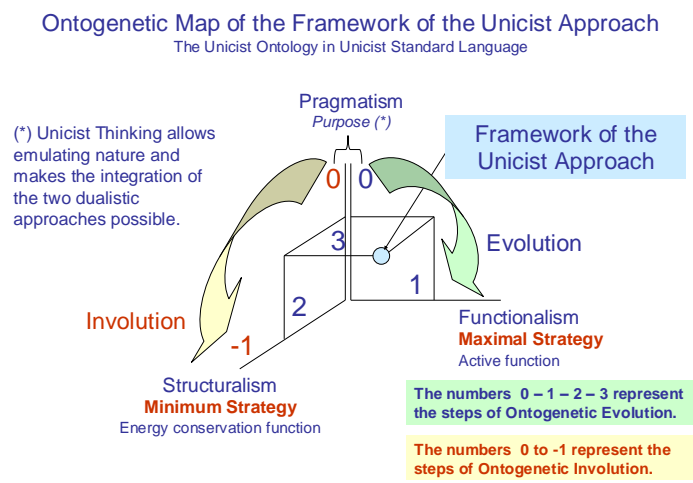 Ontogenetic Map of the Framework of the Unicist Approach
The Unicist Ontology in Unicist Standard Language
Pragmatism
Purpose (*)
(*) Unicist Thinking allows
emulating nature and
makes the integration of
the two dualistic
approaches possible.
Framework of the
Unicist Approach
0 0
3
Evolution
1
2
Involution
-1
Functionalism
Maximal Strategy
Active function
Structuralism
Minimum Strategy
Energy conservation function
The numbers 0 – 1 – 2 – 3 represent
the steps of Ontogenetic Evolution.
The numbers 0 to -1 represent the
steps of Ontogenetic Involution.